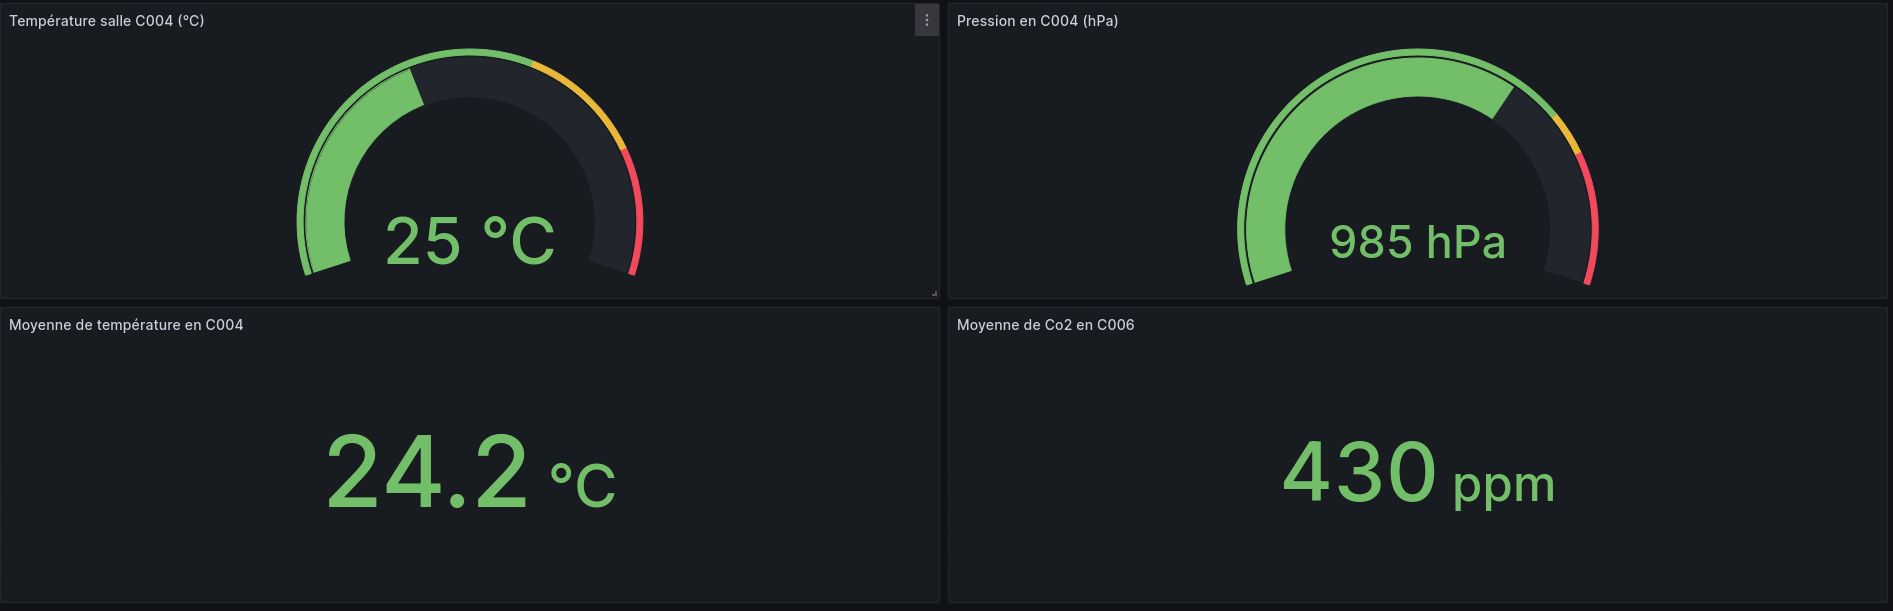 Température salle C004 (°C)
Pression en C004 (hPa)
25 °C
985 hPa
Moyenne de température en C004
Moyenne de Co2 en C006
24.2 °C
430 ppm